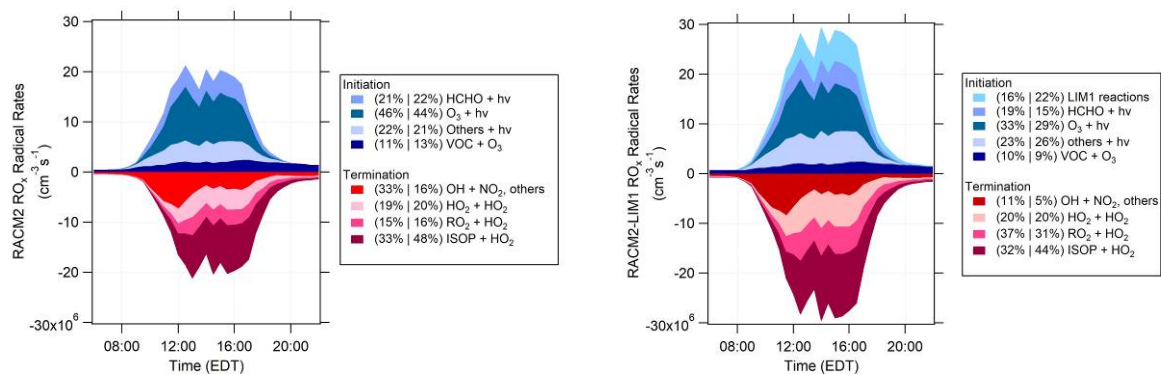 RACM2 ROx Radical Rates
(cm-3s-1)
30
20
10
0
-10
-20
-30x10⁶
08:00 12:00 16:00 20:00
Time (EDT)
Initiation
(21% | 22%) HCHO + hv
(46% | 44%) O₃ + hv
(22% | 21%) Others + hv
(11% | 13%) VOC + O₃
Termination
(33% | 16%) OH + NO₂, others
(19% | 20%) HO₂ + HO₂
(15% | 16%) RO₂ + HO₂
(33% | 48%) ISOP + HO₂
RACM2-LIM1 ROx Radical Rates
(cm-3s-1)
30
20
10
0
-10
-20
-30x10⁶
08:00 12:00 16:00 20:00
Time (EDT)
Initiation
(16% | 22%) LIM1 reactions
(19% | 15%) HCHO + hv
(33% | 29%) O₃ + hv
(23% | 26%) others + hv
(10% | 9%) VOC + O₃
Termination
(11% | 5%) OH + NO₂, others
(20% | 20%) HO₂ + HO₂
(37% | 31%) RO₂ + HO₂
(32% | 44%) ISOP + HO₂